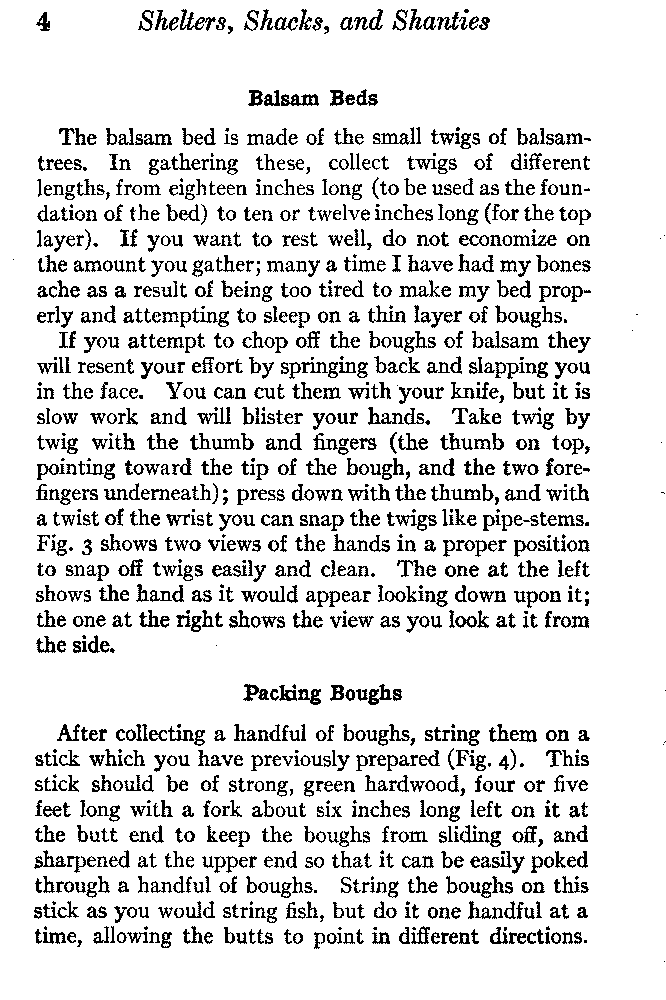 4 Shelters, Shacks, and Shanties
Balsam Beds
The balsam bed is made of the small twigs of balsam-
trees. In gathering these, collect twigs of different
lengths, from eighteen inches long (to be used as the foun-
dation of the bed) to ten or twelve inches long (for the top
layer). If you want to rest well, do not economize on
the amount you gather; many a time I have had my bones
ache as a result of being too tired to make my bed prop-
erly and attempting to sleep on a thin layer of boughs.
If you attempt to chop off the boughs of balsam they
will resent your effort by springing back and slapping you
in the face. You can cut them with your knife, but it is
slow work and will blister your hands. Take twig by
twig with the thumb and fingers (the thumb on top,
pointing toward the tip of the bough, and the two fore-
fingers underneath); press down with the thumb, and with
a twist of the wrist you can snap the twigs like pipe-stems.
Fig. 3 shows two views of the hands in a proper position
to snap off twigs easily and clean. The one at the left
shows the hand as it would appear looking down upon it;
the one at the right shows the view as you look at it from
the side.
Packing Boughs
After collecting a handful of boughs, string them on a
stick which you have previously prepared (Fig. 4). This
stick should be of strong, green hardwood, four or five
feet long with a fork about six inches long left on it at
the butt end to keep the boughs from sliding off, and
sharpened at the upper end so that it can be easily poked
through a handful of boughs. String the boughs on this
stick as you would string fish, but do it one handful at a
time, allowing the butts to point in different directions.